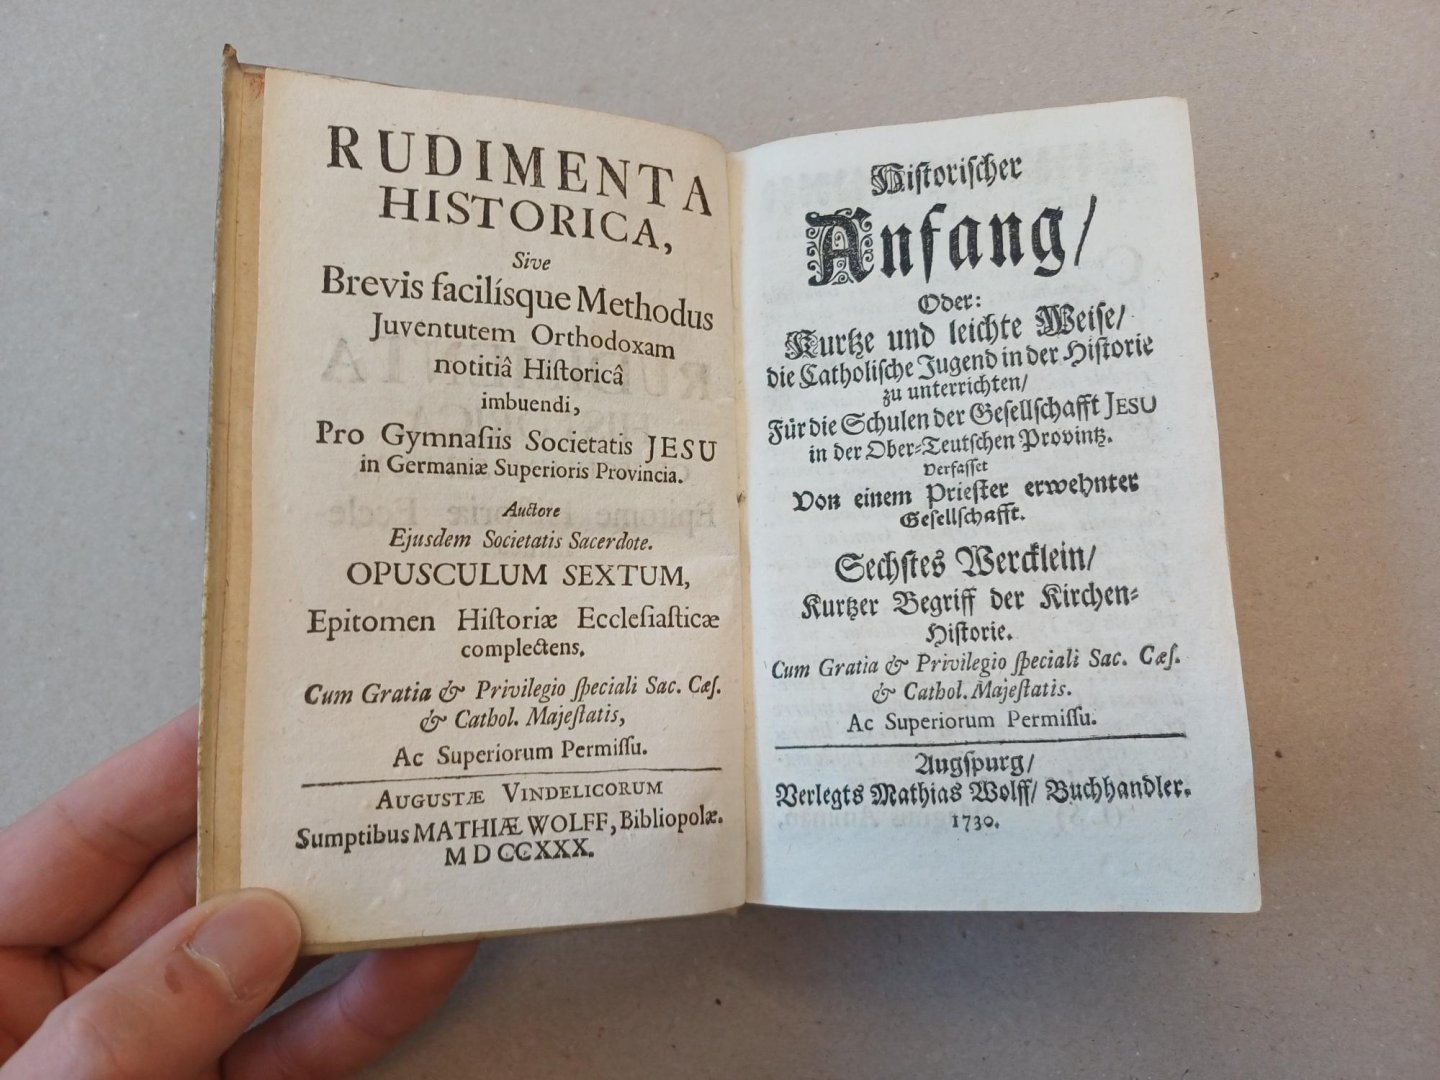 RUDIMENTA
HISTORICA,
Sive
Brevis facilísque Methodus
Juventutem Orthodoxam
notitiâ Hiſtoricâ
imbuendi,
Pro Gymnaſiis Societatis JESU
in Germaniæ Superioris Provincia.
Auctore
Ejusdem Societatis Sacerdote.
OPUSCULUM SEXTUM,
Epitomen Hiſtoriæ Eccleſiaſticæ
complectens.
Cum Gratia & Privilegio ſpeciali Sac. Cæſ.
& Cathol. Majeſtatis,
Ac Superiorum Permiſſu.
AUGUSTÆ VINDELICORUM
Sumptibus MATHIÆ WOLFF, Bibliopolæ.
MDCCXXX.
Hiſtoriſcher
Anfang/
Oder:
Kurtze und leichte Weiſe/
die Catholiſche Jugend in der Hiſtorie
zu unterrichten/
Für die Schulen der Geſellſchafft JESU
in der Ober-Teutſchen Provintz.
Verfaſſet
Von einem Prieſter erwehnter
Geſellſchafft.
Sechſtes Wercklein/
Kurtzer Begriff der Kirchen-
Hiſtorie.
Cum Gratia & Privilegio ſpeciali Sac. Cæſ.
& Cathol. Majeſtatis.
Ac Superiorum Permiſſu.
Augſpurg/
Verlegts Mathias Wolff/ Buchhandler.
1730.